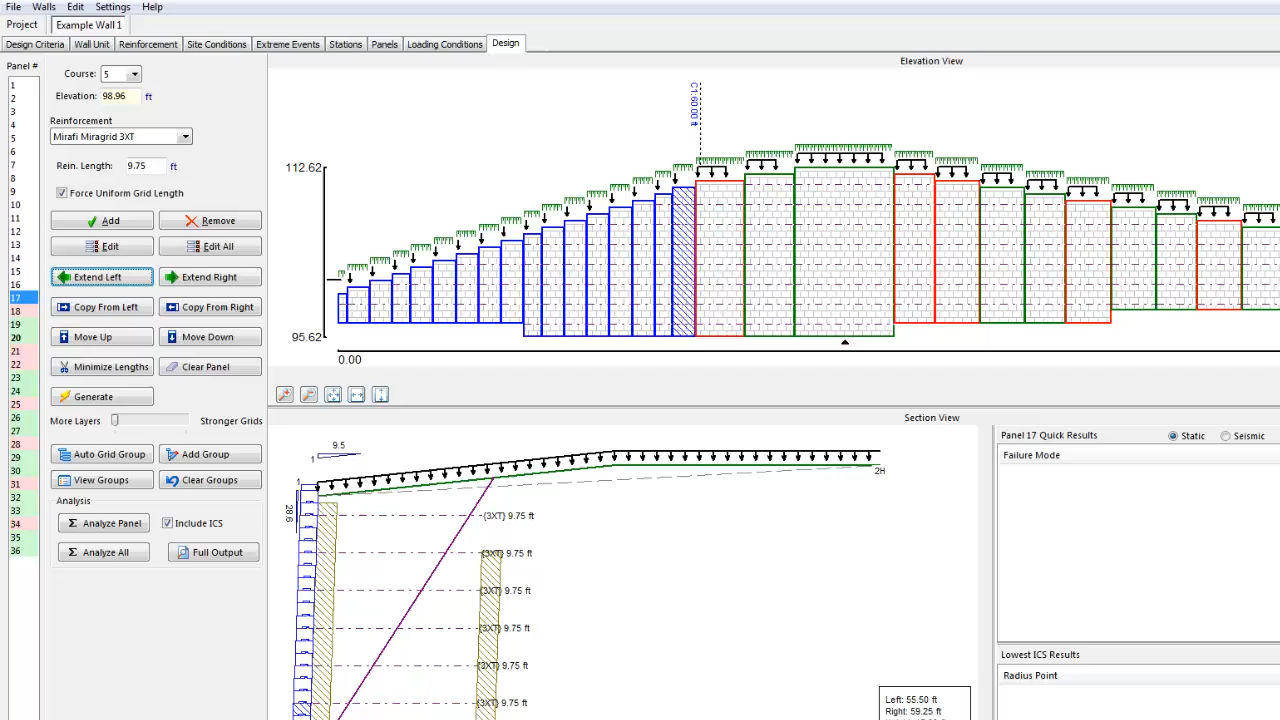 File Walls Edit Settings Help
Project Example Wall 1
Design Criteria Wall Unit Reinforcement Site Conditions Extreme Events Stations Panels Loading Conditions Design
Panel #
1
2
3
4
5
6
7
8
9
10
11
12
13
14
15
16
17
18
19
20
21
22
23
24
25
26
27
28
29
30
31
32
33
34
35
36
Course: 5
Elevation: 98.96 ft
Reinforcement
Mirafi Miragrid 3XT
Rein. Length: 9.75 ft
Force Uniform Grid Length
Add Remove
Edit Edit All
Extend Left Extend Right
Copy From Left Copy From Right
Move Up Move Down
Minimize Lengths Clear Panel
Generate
More Layers Stronger Grids
Auto Grid Group Add Group
View Groups Clear Groups
Analysis
Σ Analyze Panel Include ICS
Σ Analyze All Full Output
Elevation View
C1:60.00 ft
112.62
95.62
0.00
Section View
9.5
1
1
28.6
2H
(3XT) 9.75 ft
(3XT) 9.75 ft
(3XT) 9.75 ft
(3XT) 9.75 ft
(3XT) 9.75 ft
(3XT) 9.75 ft
Left: 55.50 ft
Right: 59.25 ft
Panel 17 Quick Results Static Seismic
Failure Mode
Lowest ICS Results
Radius Point